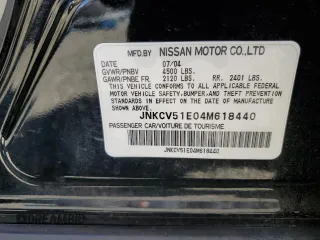 MFD. BY NISSAN MOTOR CO.,LTD
DATE 07/04
GVWR/PNBV 4500 LBS
GAWR/PNBE FR. 2120 LBS. RR. 2401 LBS.
THIS VEHICLE CONFORMS TO ALL APPLICABLE FEDERAL
MOTOR VEHICLE SAFETY, BUMPER, AND THEFT PREVENTION
STANDARDS IN EFFECT ON THE DATE OF MANUFACTURE
SHOWN ABOVE.
JNKCV51E04M618440
PASSENGER CAR/VOITURE DE TOURISME
JNKCV51E04M618440